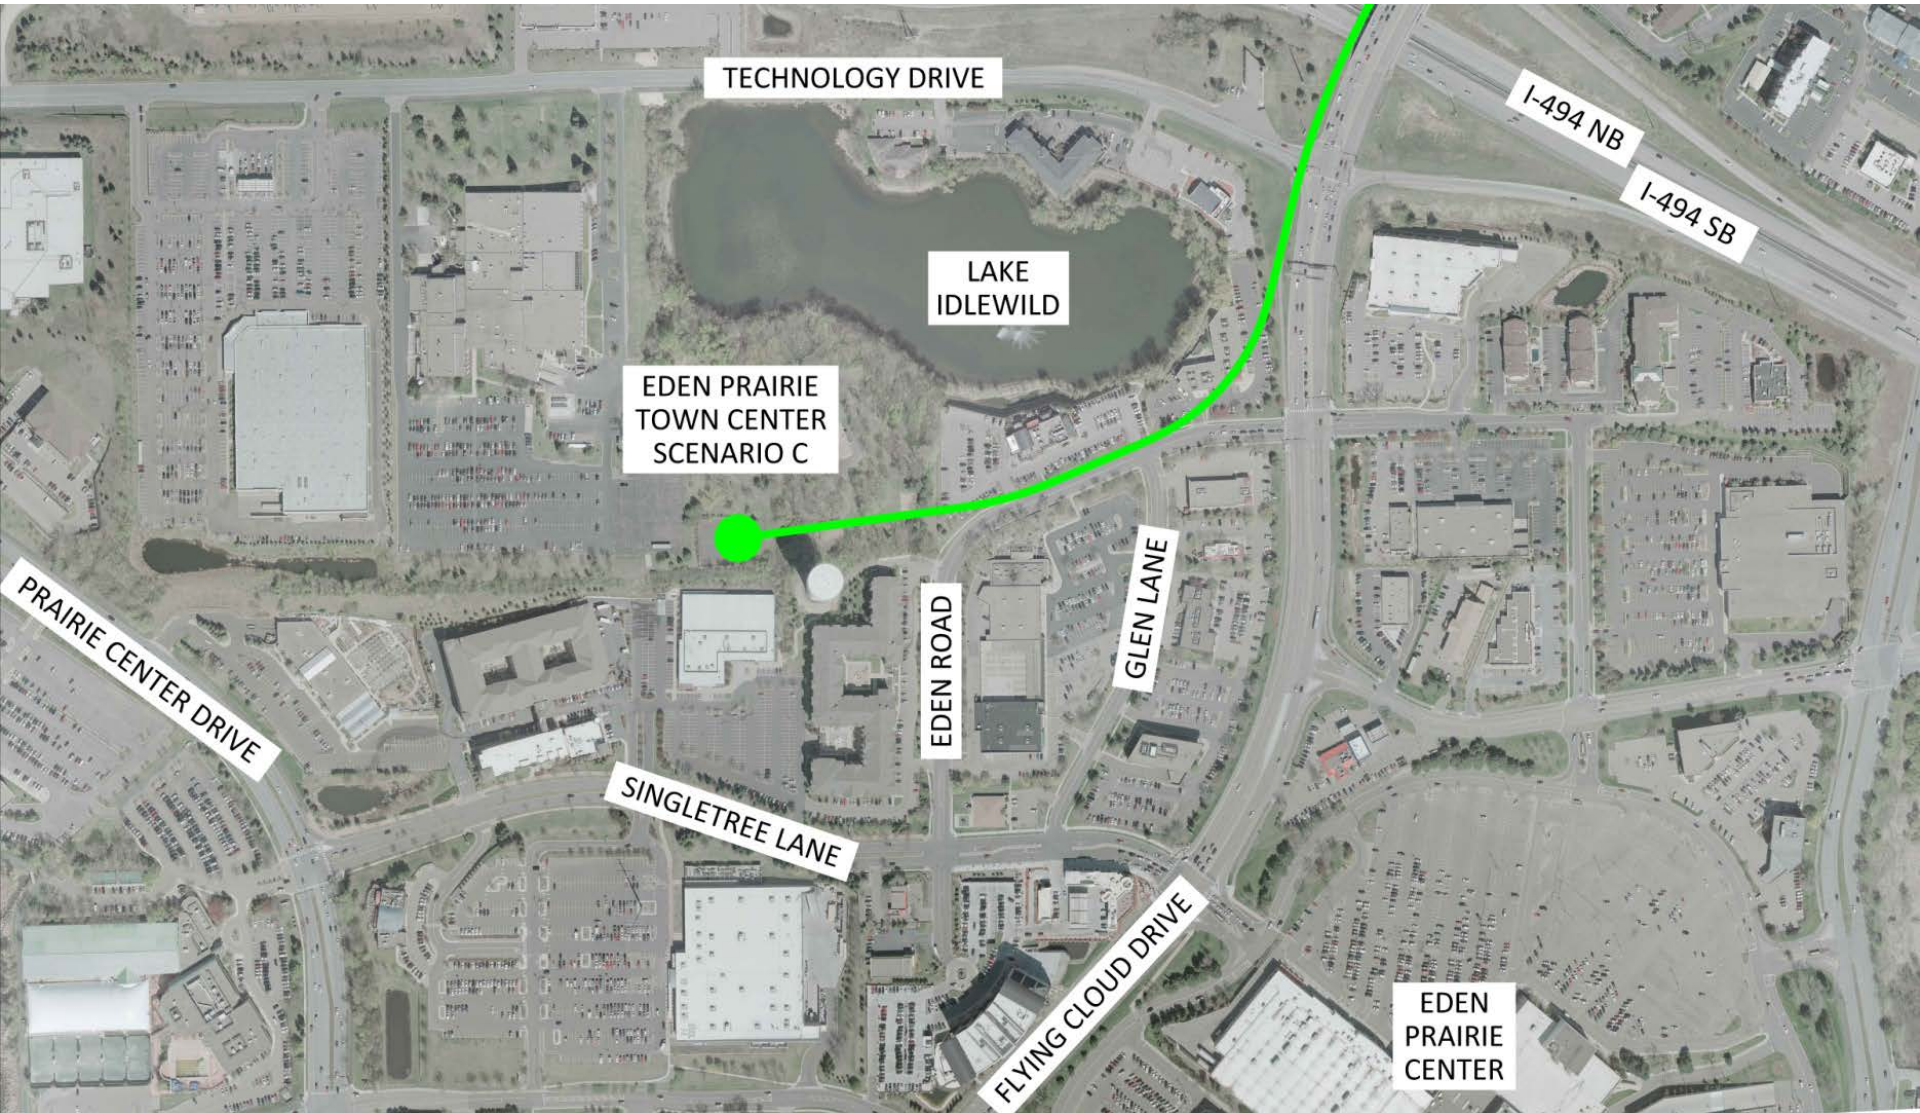 TECHNOLOGY DRIVE
I-494 NB
I-494 SB
LAKE
IDLEWILD
EDEN PRAIRIE
TOWN CENTER
SCENARIO C
PRAIRIE CENTER DRIVE
EDEN ROAD
GLEN LANE
SINGLETREE LANE
FLYING CLOUD DRIVE
EDEN
PRAIRIE
CENTER